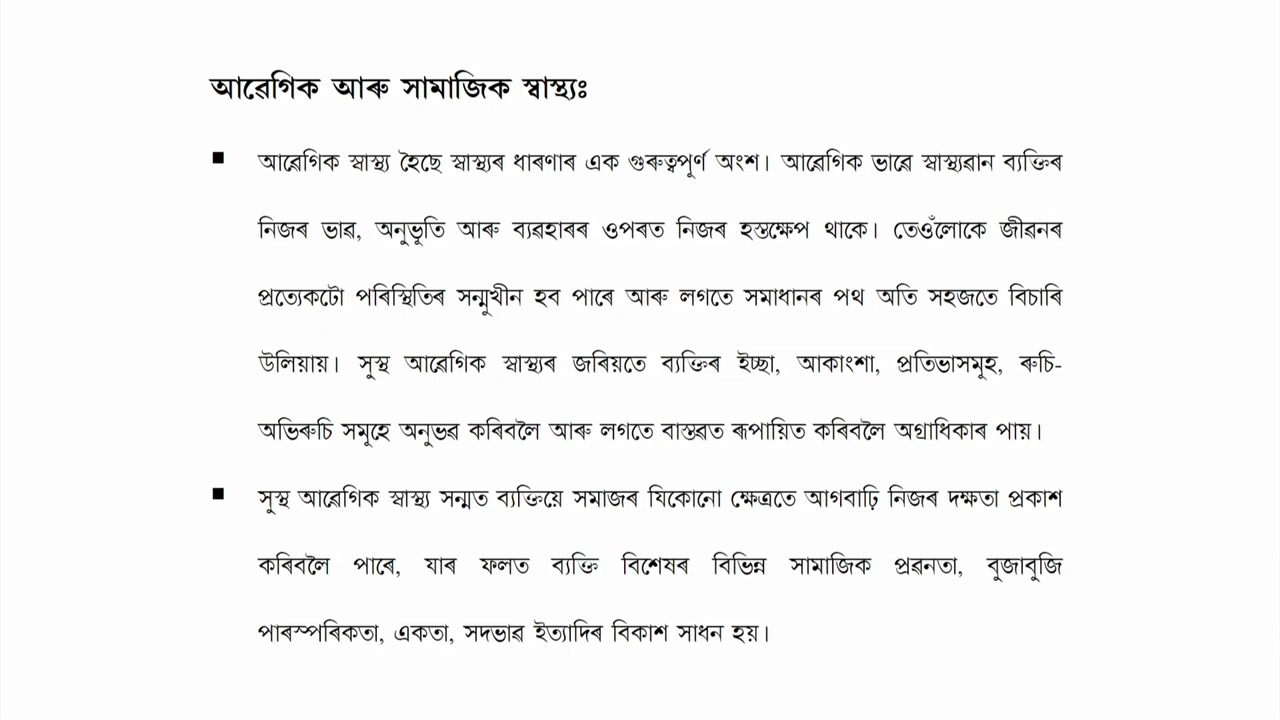 আৱেগিক আৰু সামাজিক স্বাস্থ্যঃ
▪ আৱেগিক স্বাস্থ্য হৈছে স্বাস্থ্যৰ ধাৰণাৰ এক গুৰুত্বপূৰ্ণ অংশ। আৱেগিক ভাৱে স্বাস্থ্যৱান ব্যক্তিৰ
নিজৰ ভাৱ, অনুভূতি আৰু ব্যৱহাৰৰ ওপৰত নিজৰ হস্তক্ষেপ থাকে। তেওঁলোকে জীৱনৰ
প্ৰত্যেকটো পৰিস্থিতিৰ সন্মুখীন হব পাৰে আৰু লগতে সমাধানৰ পথ অতি সহজতে বিচাৰি
উলিয়ায়। সুস্থ আৱেগিক স্বাস্থ্যৰ জৰিয়তে ব্যক্তিৰ ইচ্ছা, আকাংশা, প্ৰতিভাসমূহ, ৰুচি-
অভিৰুচি সমূহে অনুভৱ কৰিবলৈ আৰু লগতে বাস্তৱত ৰূপায়িত কৰিবলৈ অগ্ৰাধিকাৰ পায়।
▪ সুস্থ আৱেগিক স্বাস্থ্য সন্মত ব্যক্তিয়ে সমাজৰ যিকোনো ক্ষেত্ৰতে আগবাঢ়ি নিজৰ দক্ষতা প্ৰকাশ
কৰিবলৈ পাৰে, যাৰ ফলত ব্যক্তি বিশেষৰ বিভিন্ন সামাজিক প্ৰৱনতা, বুজাবুজি
পাৰস্পৰিকতা, একতা, সদভাৱ ইত্যাদিৰ বিকাশ সাধন হয়।